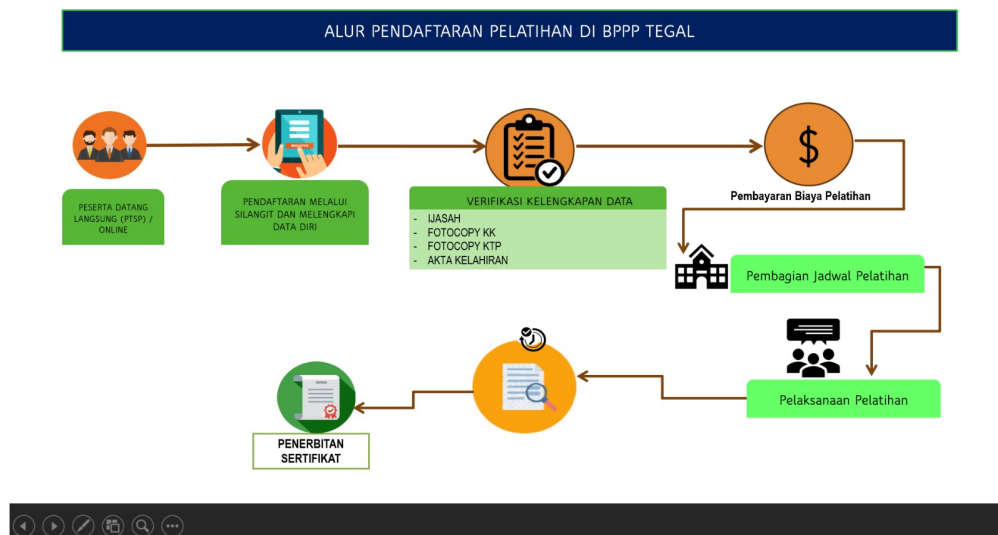 ALUR PENDAFTARAN PELATIHAN DI BPPP TEGAL
PESERTA DATANG
LANGSUNG (PTSP) /
ONLINE
PENDAFTARAN MELALUI
SILANGIT DAN MELENGKAPI
DATA DIRI
VERIFIKASI KELENGKAPAN DATA
- IJASAH
- FOTOCOPY KK
- FOTOCOPY KTP
- AKTA KELAHIRAN
$
Pembayaran Biaya Pelatihan
Pembagian Jadwal Pelatihan
Pelaksanaan Pelatihan
PENERBITAN
SERTIFIKAT